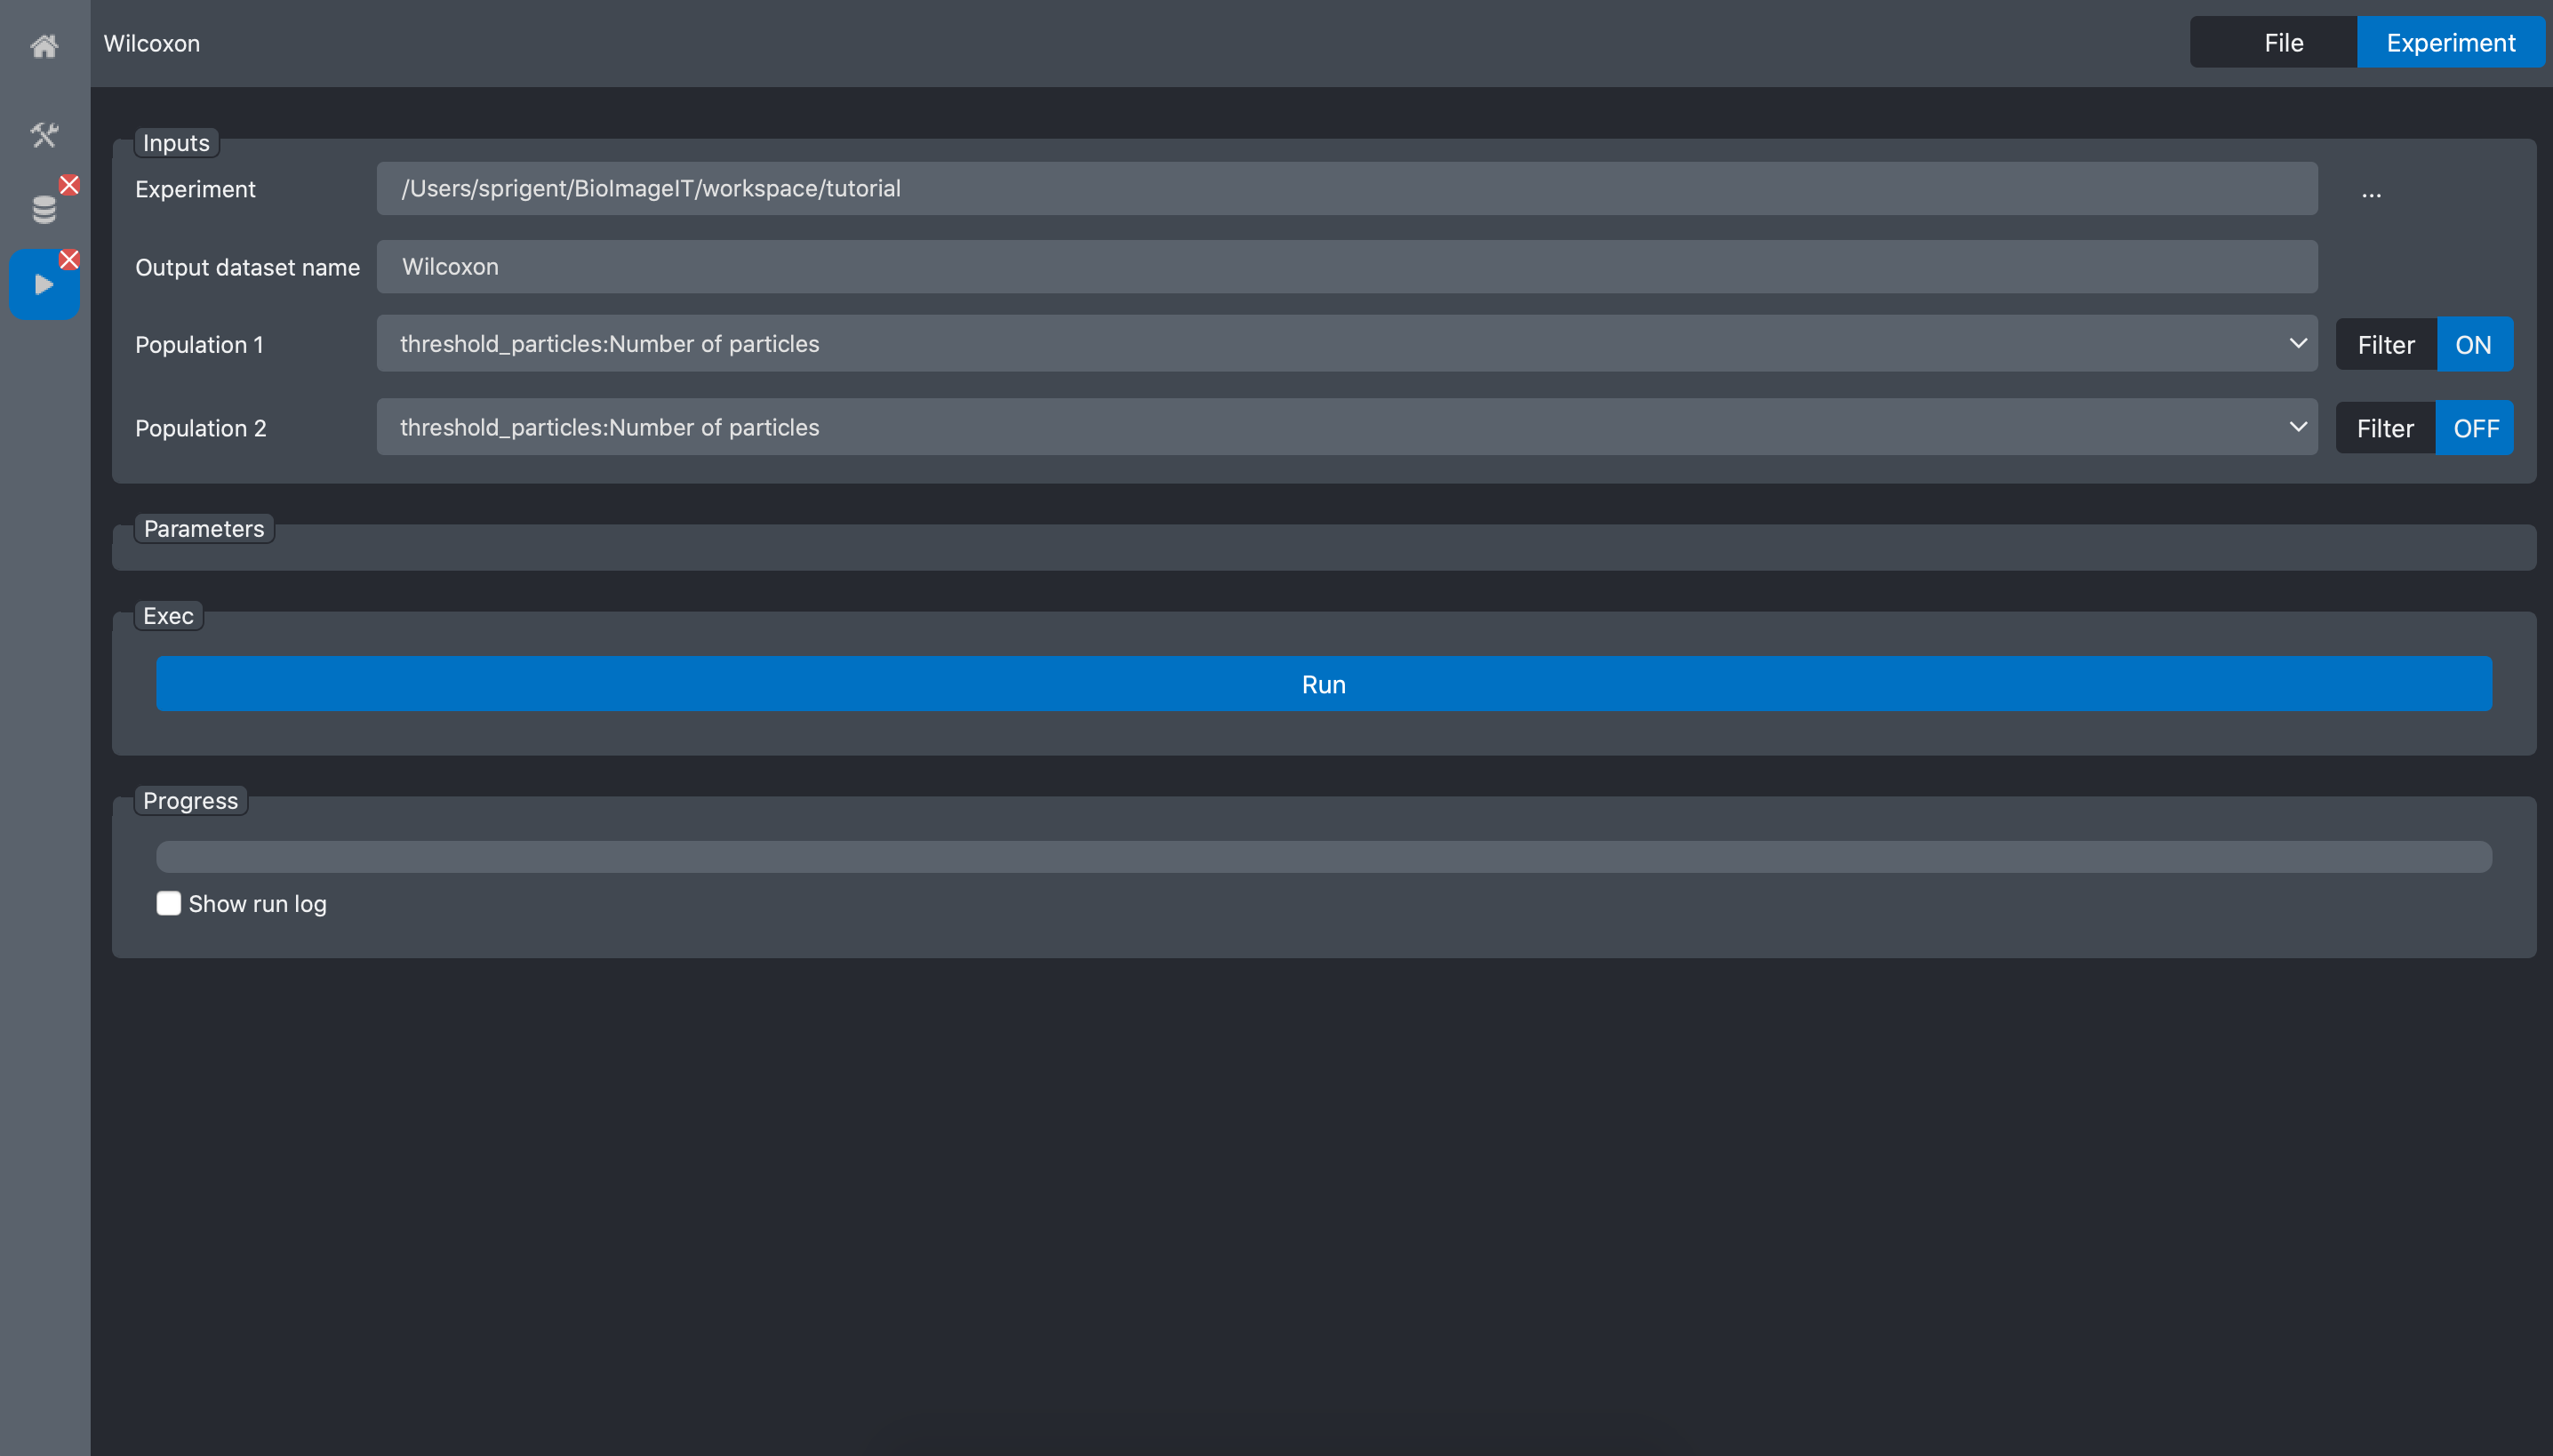 Wilcoxon
File
Experiment
Inputs
Experiment
/Users/sprigent/BioImageIT/workspace/tutorial
...
Output dataset name
Wilcoxon
Population 1
threshold_particles:Number of particles
Filter
ON
Population 2
threshold_particles:Number of particles
Filter
OFF
Parameters
Exec
Run
Progress
Show run log